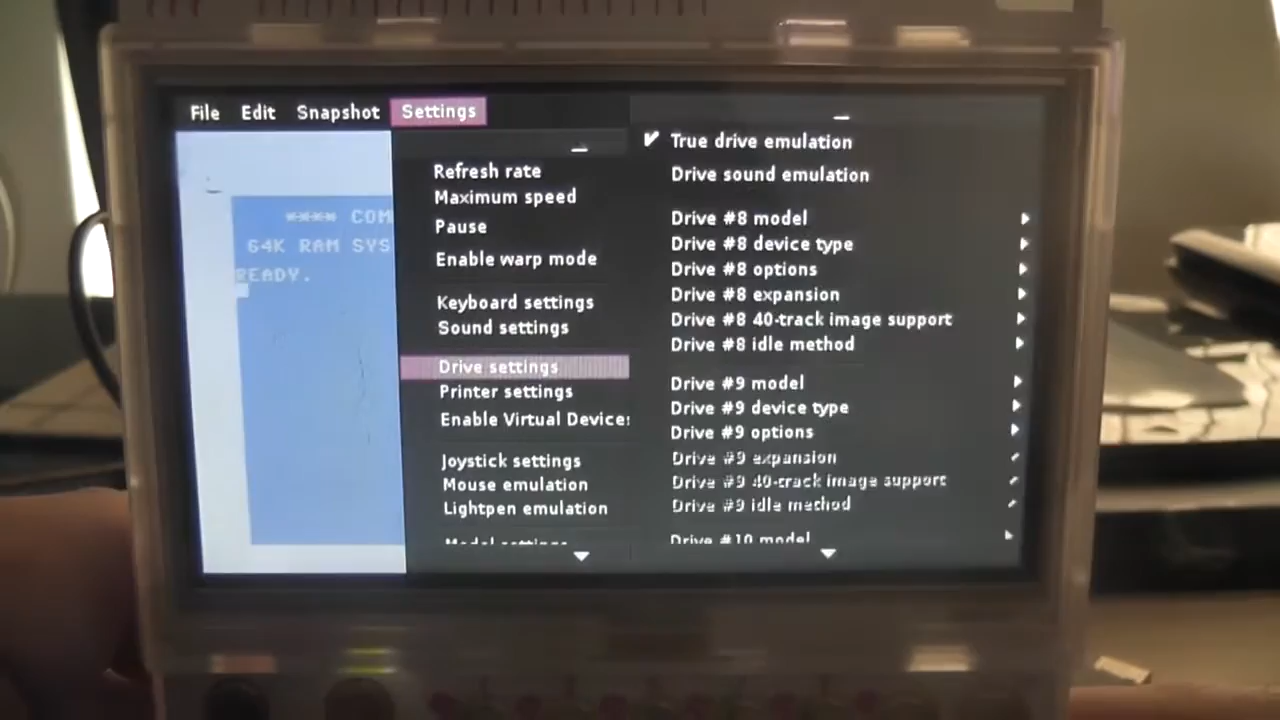 File Edit Snapshot Settings
**** COM
64K RAM SYS
READY.
Refresh rate
Maximum speed
Pause
Enable warp mode
Keyboard settings
Sound settings
Drive settings
Printer settings
Enable Virtual Device
Joystick settings
Mouse emulation
Lightpen emulation
Model settings
True drive emulation
Drive sound emulation
Drive #8 model
Drive #8 device type
Drive #8 options
Drive #8 expansion
Drive #8 40-track image support
Drive #8 idle method
Drive #9 model
Drive #9 device type
Drive #9 options
Drive #9 expansion
Drive #9 40-track image support
Drive #9 idle method
Drive #10 model